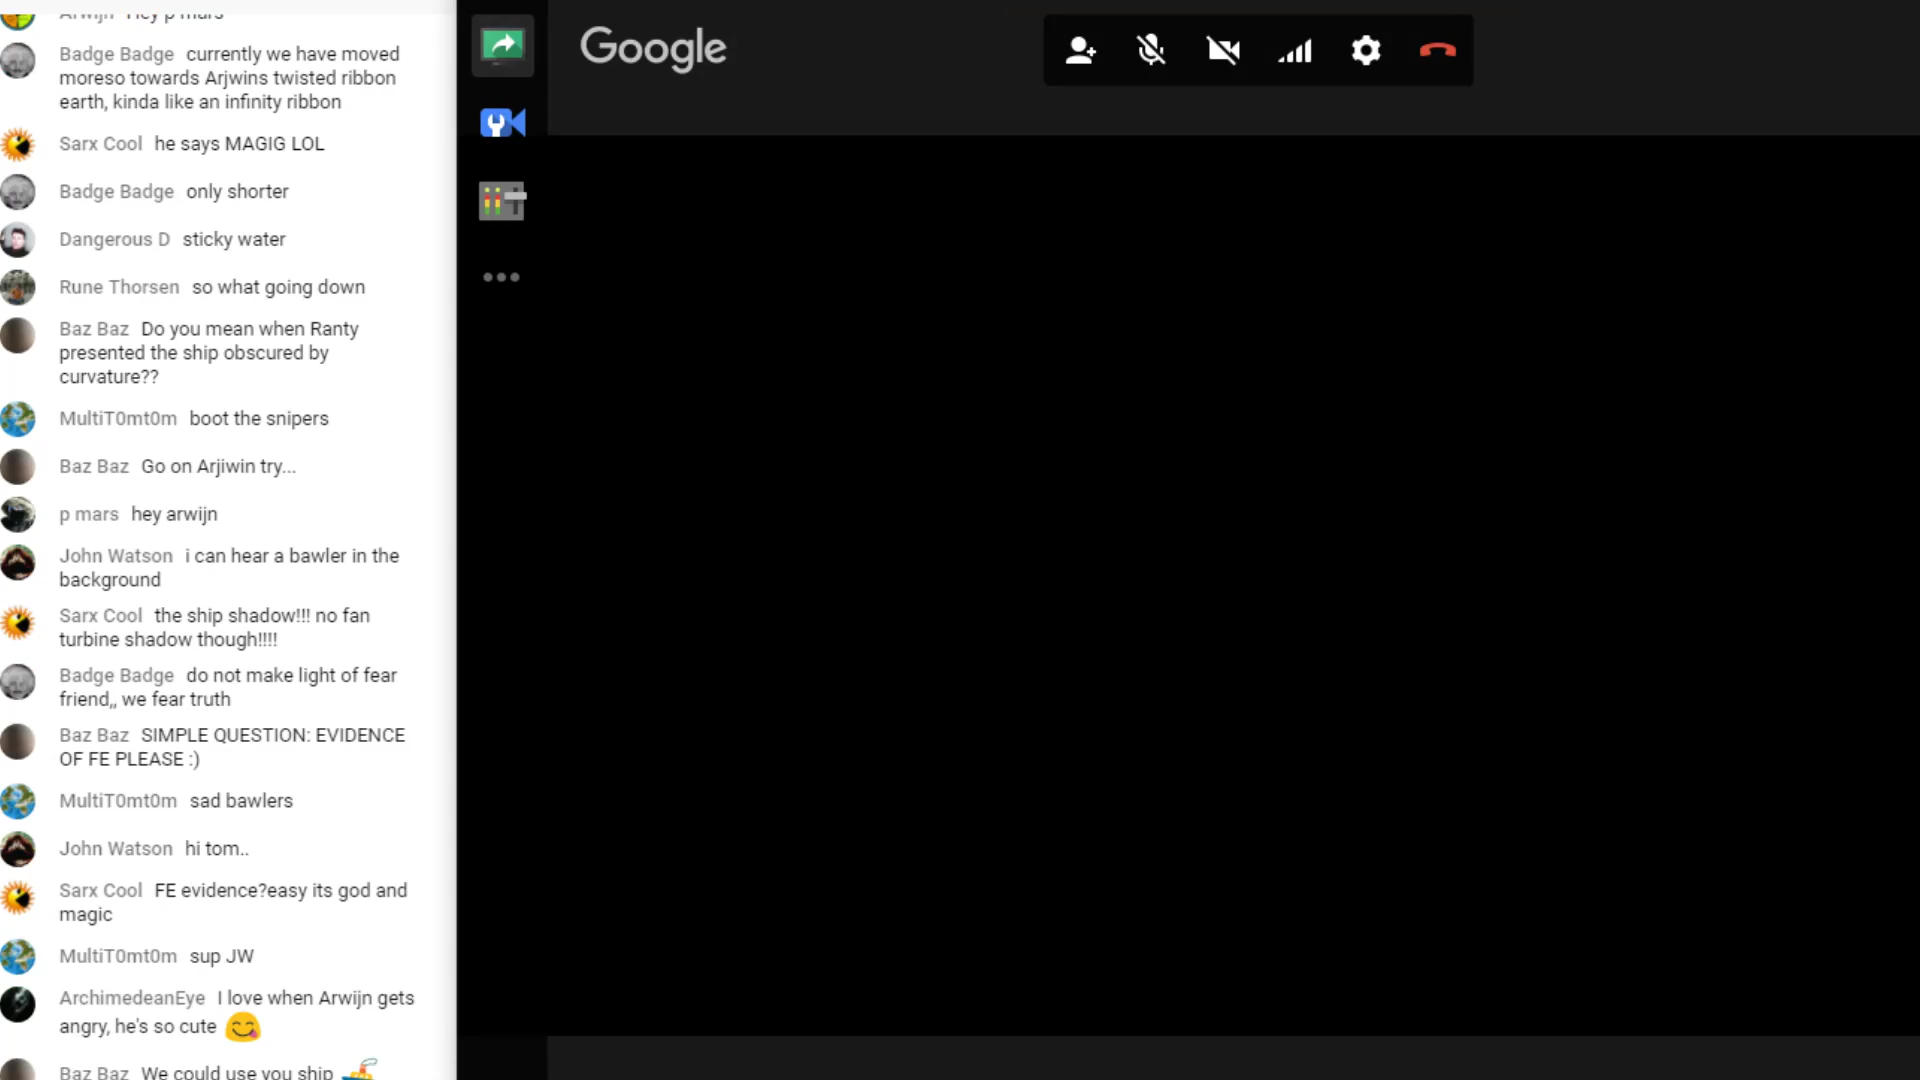 Arwijn Hey p mars
Google
Badge Badge currently we have moved
moreso towards Arjwins twisted ribbon
earth, kinda like an infinity ribbon
Sarx Cool he says MAGIG LOL
Badge Badge only shorter
Dangerous D sticky water
Rune Thorsen so what going down
Baz Baz Do you mean when Ranty
presented the ship obscured by
curvature??
MultiT0mt0m boot the snipers
Baz Baz Go on Arjiwin try...
p mars hey arwijn
John Watson i can hear a bawler in the
background
Sarx Cool the ship shadow!!! no fan
turbine shadow though!!!!
Badge Badge do not make light of fear
friend,, we fear truth
Baz Baz SIMPLE QUESTION: EVIDENCE
OF FE PLEASE :)
MultiT0mt0m sad bawlers
John Watson hi tom..
Sarx Cool FE evidence?easy its god and
magic
MultiT0mt0m sup JW
ArchimedeanEye I love when Arwijn gets
angry, he's so cute 😋
Baz Baz We could use you ship 🚢